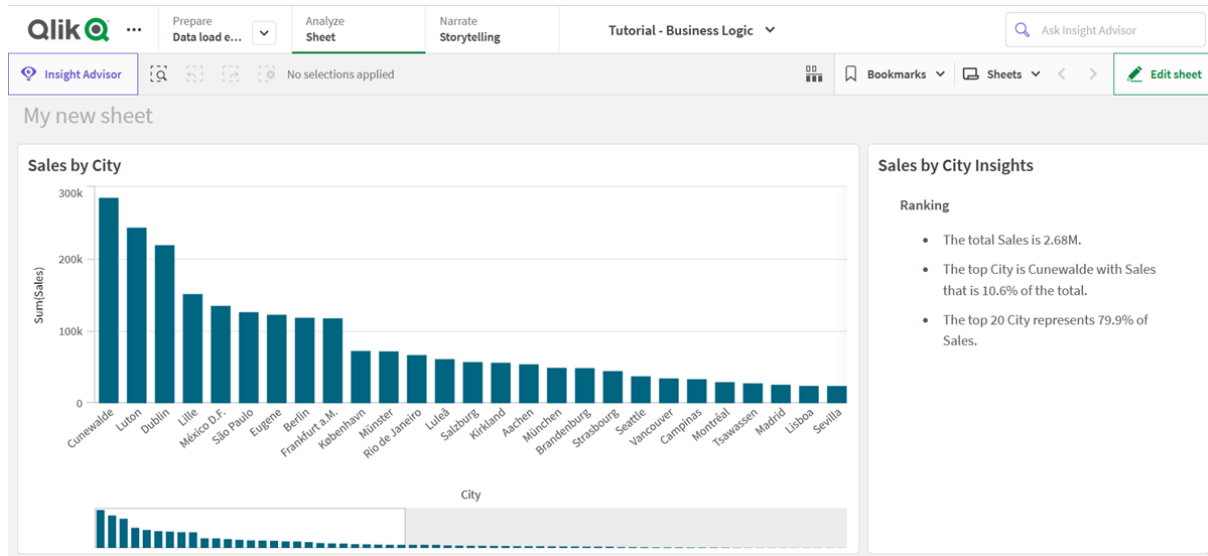 Qlik
Prepare
Data load e...
Analyze
Sheet
Narrate
Storytelling
Tutorial - Business Logic
Ask Insight Advisor
Insight Advisor
No selections applied
Bookmarks
Sheets
Edit sheet
My new sheet
Sales by City
300k
200k
100k
0
Sum(Sales)
Cunewalde
Luton
Dublin
Lille
México D.F.
São Paulo
Eugene
Berlin
Frankfurt a.M.
København
Münster
Rio de Janeiro
Luleå
Salzburg
Kirkland
Aachen
München
Brandenburg
Strasbourg
Seattle
Vancouver
Campinas
Montréal
Tsawassen
Madrid
Lisboa
Sevilla
City
Sales by City Insights
Ranking
• The total Sales is 2.68M.
• The top City is Cunewalde with Sales
that is 10.6% of the total.
• The top 20 City represents 79.9% of
Sales.